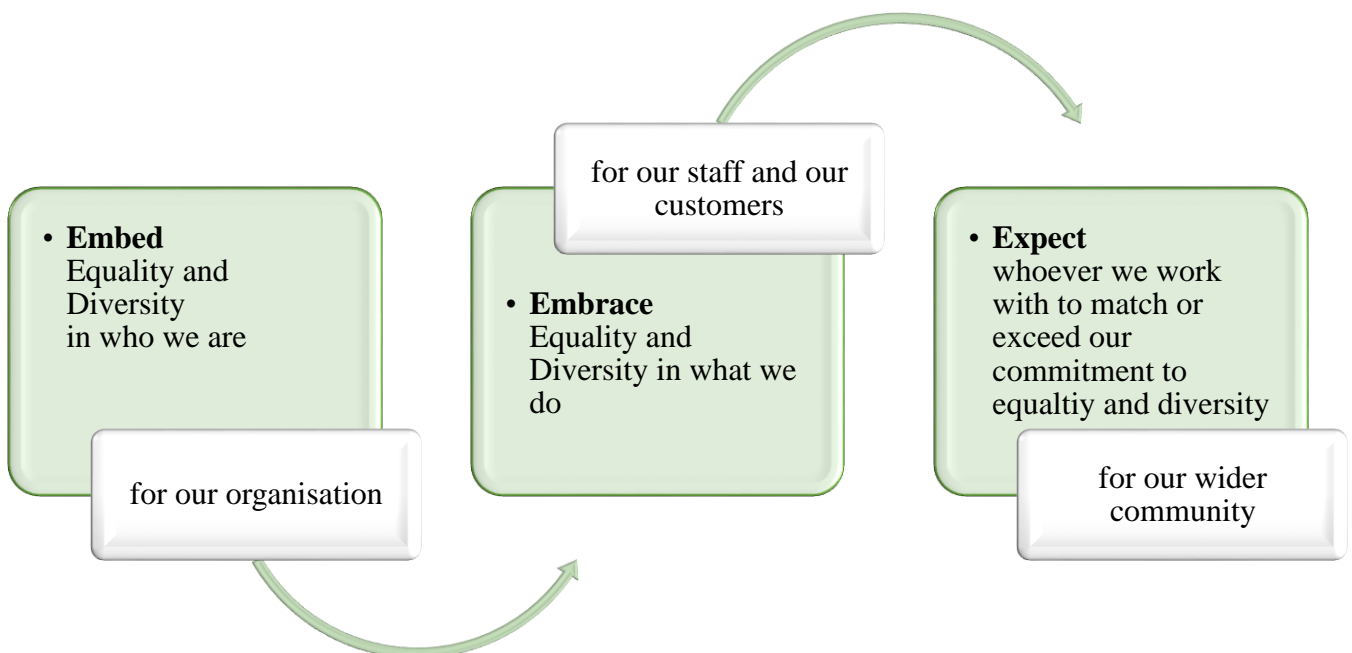 • Embed
Equality and
Diversity
in who we are
for our organisation
for our staff and our
customers
• Embrace
Equality and
Diversity in what we
do
• Expect
whoever we work
with to match or
exceed our
commitment to
equaltiy and diversity
for our wider
community